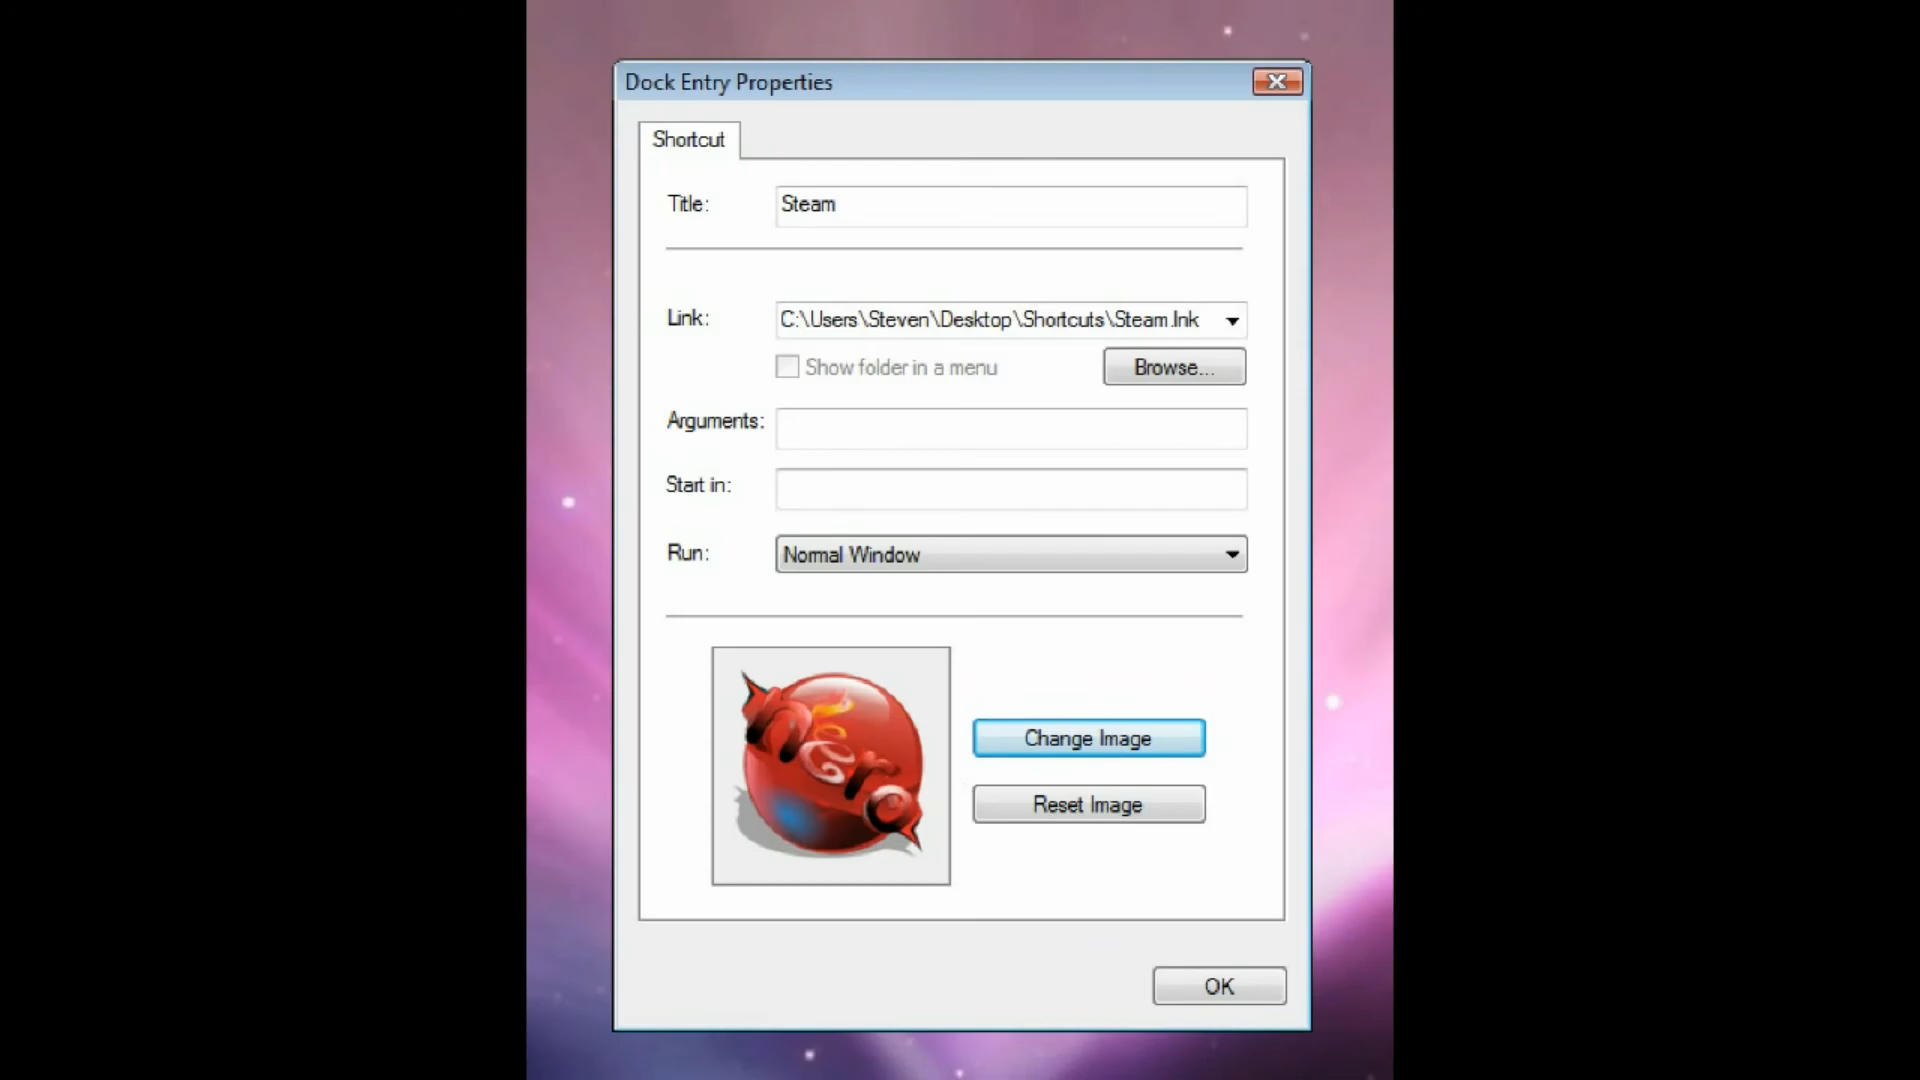 Dock Entry Properties
Shortcut
Title: Steam
Link: C:\Users\Steven\Desktop\Shortcuts\Steam.lnk
Show folder in a menu Browse...
Arguments:
Start in:
Run: Normal Window
Change Image
Reset Image
OK